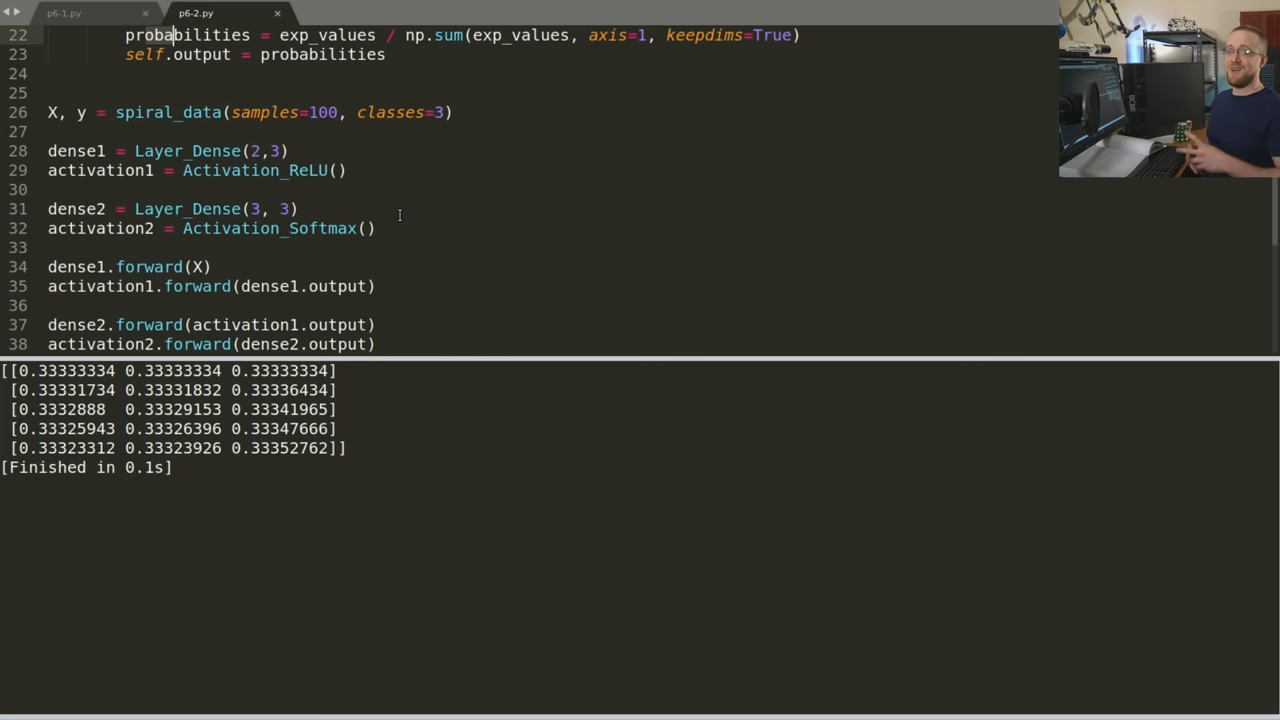 p6-1.py × p6-2.py ×
22 probabilities = exp_values / np.sum(exp_values, axis=1, keepdims=True)
23 self.output = probabilities
24
25
26 X, y = spiral_data(samples=100, classes=3)
27
28 dense1 = Layer_Dense(2,3)
29 activation1 = Activation_ReLU()
30
31 dense2 = Layer_Dense(3, 3)
32 activation2 = Activation_Softmax()
33
34 dense1.forward(X)
35 activation1.forward(dense1.output)
36
37 dense2.forward(activation1.output)
38 activation2.forward(dense2.output)
[[0.33333334 0.33333334 0.33333334]
[0.33331734 0.33331832 0.33336434]
[0.3332888 0.33329153 0.33341965]
[0.33325943 0.33326396 0.33347666]
[0.33323312 0.33323926 0.33352762]]
[Finished in 0.1s]